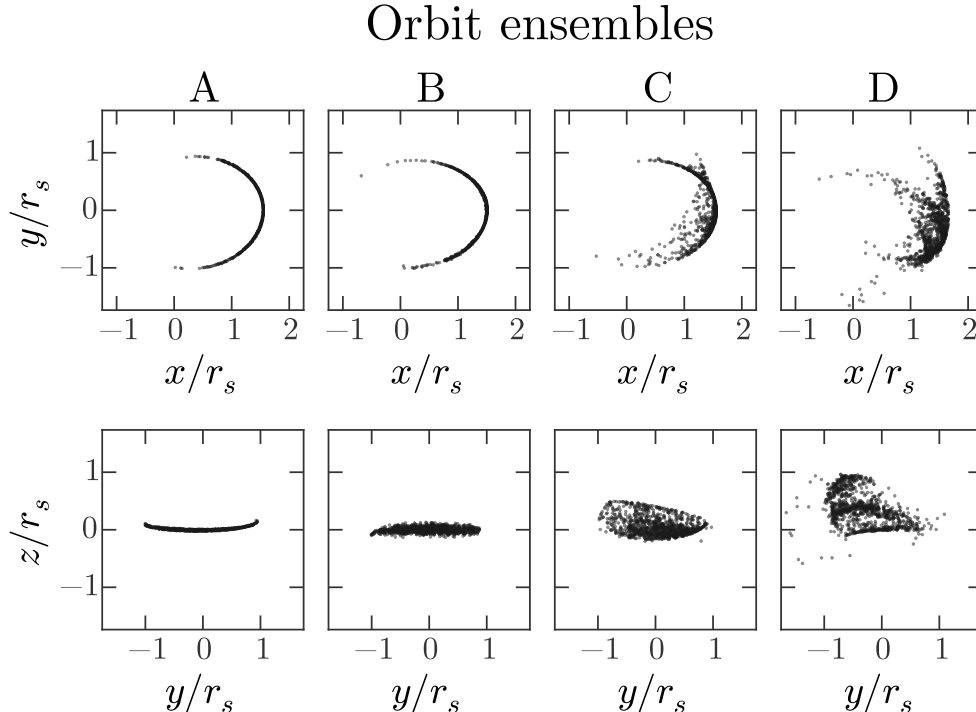 Orbit ensembles
A B C D
y/r_s
1
0
−1
−1 0 1 2 −1 0 1 2 −1 0 1 2 −1 0 1 2
x/r_s x/r_s x/r_s x/r_s
z/r_s
1
0
−1
−1 0 1 −1 0 1 −1 0 1 −1 0 1
y/r_s y/r_s y/r_s y/r_s